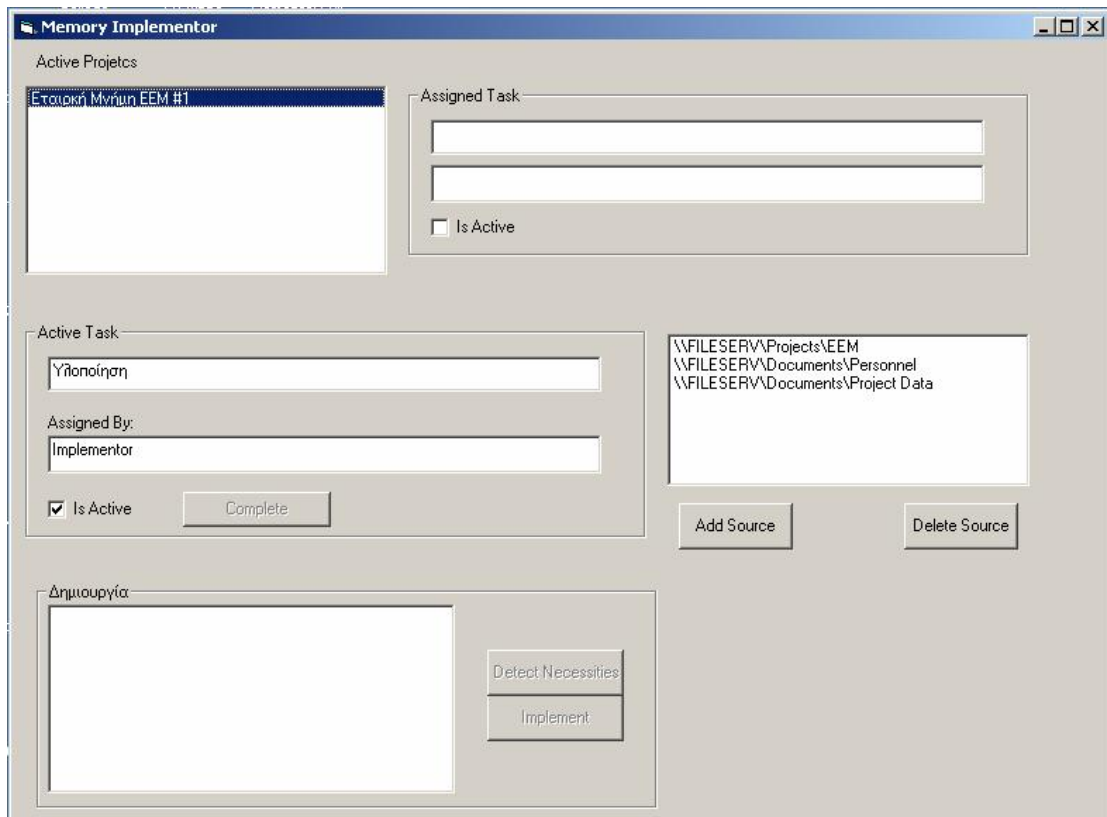 Memory Implementor
Active Projetcs
Εταιρκή Μνήμη ΕΕΜ #1
Assigned Task
Is Active
Active Task
Υλοποίηση
Assigned By:
Implementor
Is Active
Complete
\\FILESERV\Projects\EEM
\\FILESERV\Documents\Personnel
\\FILESERV\Documents\Project Data
Add Source
Delete Source
Δημιουργία
Detect Necessities
Implement